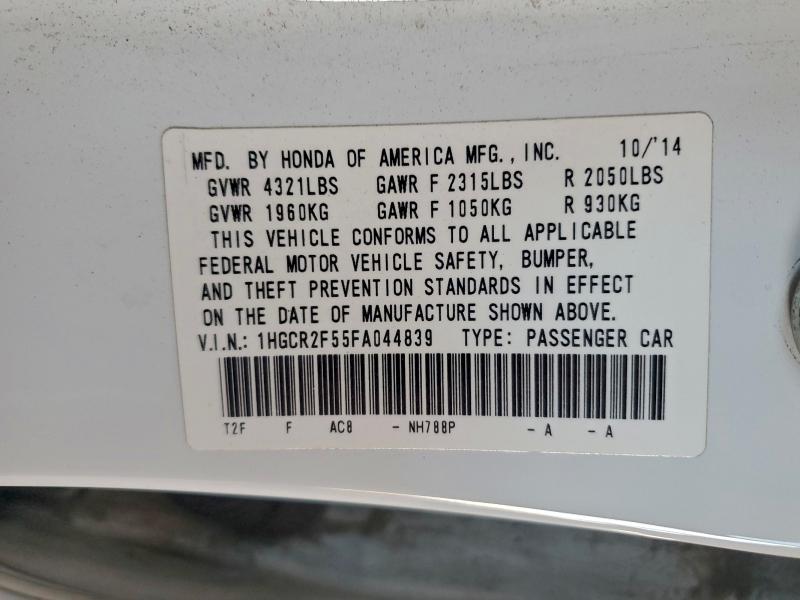 MFD. BY HONDA OF AMERICA MFG., INC. 10/'14
GVWR 4321LBS GAWR F 2315LBS R 2050LBS
GVWR 1960KG GAWR F 1050KG R 930KG
THIS VEHICLE CONFORMS TO ALL APPLICABLE
FEDERAL MOTOR VEHICLE SAFETY, BUMPER,
AND THEFT PREVENTION STANDARDS IN EFFECT
ON THE DATE OF MANUFACTURE SHOWN ABOVE.
V.I.N.: 1HGCR2F55FA044839 TYPE: PASSENGER CAR
T2F F AC8 - NH788P - A - A